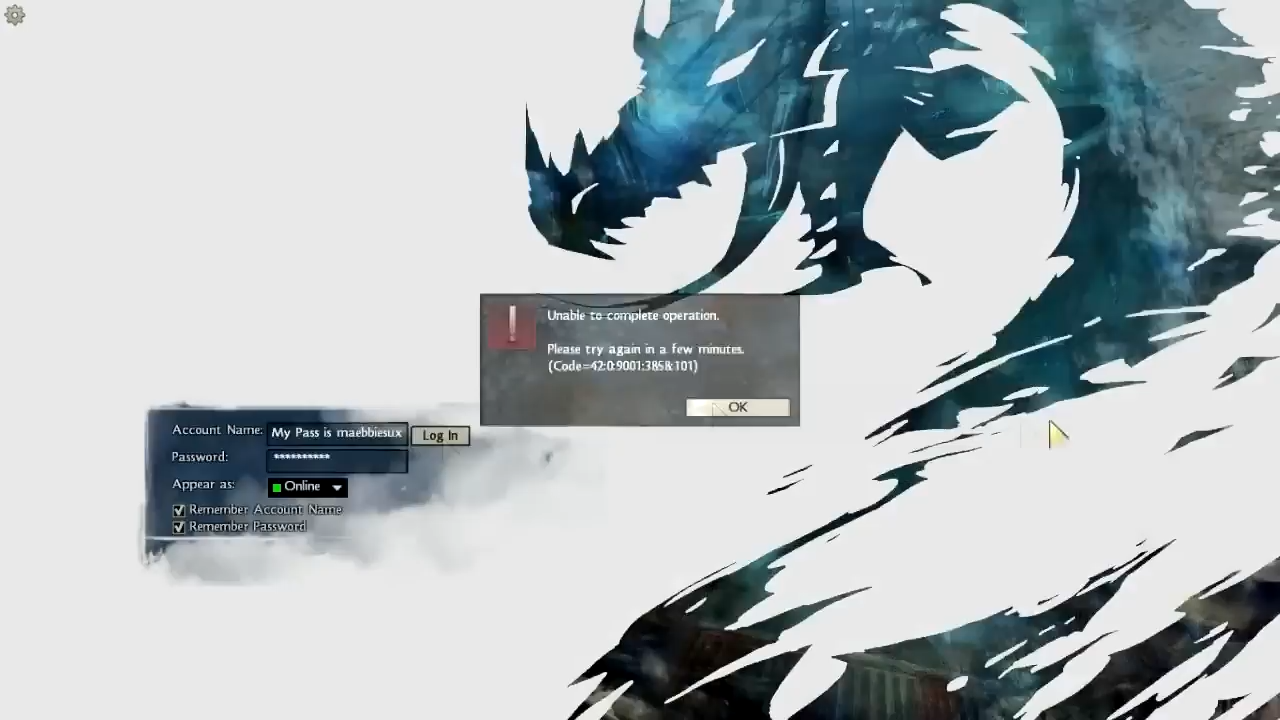 Unable to complete operation.
Please try again in a few minutes.
(Code=42:0:9001:3858:101)
OK
Account Name: My Pass is maebbiesux Log In
Password: **********
Appear as: Online
Remember Account Name
Remember Password